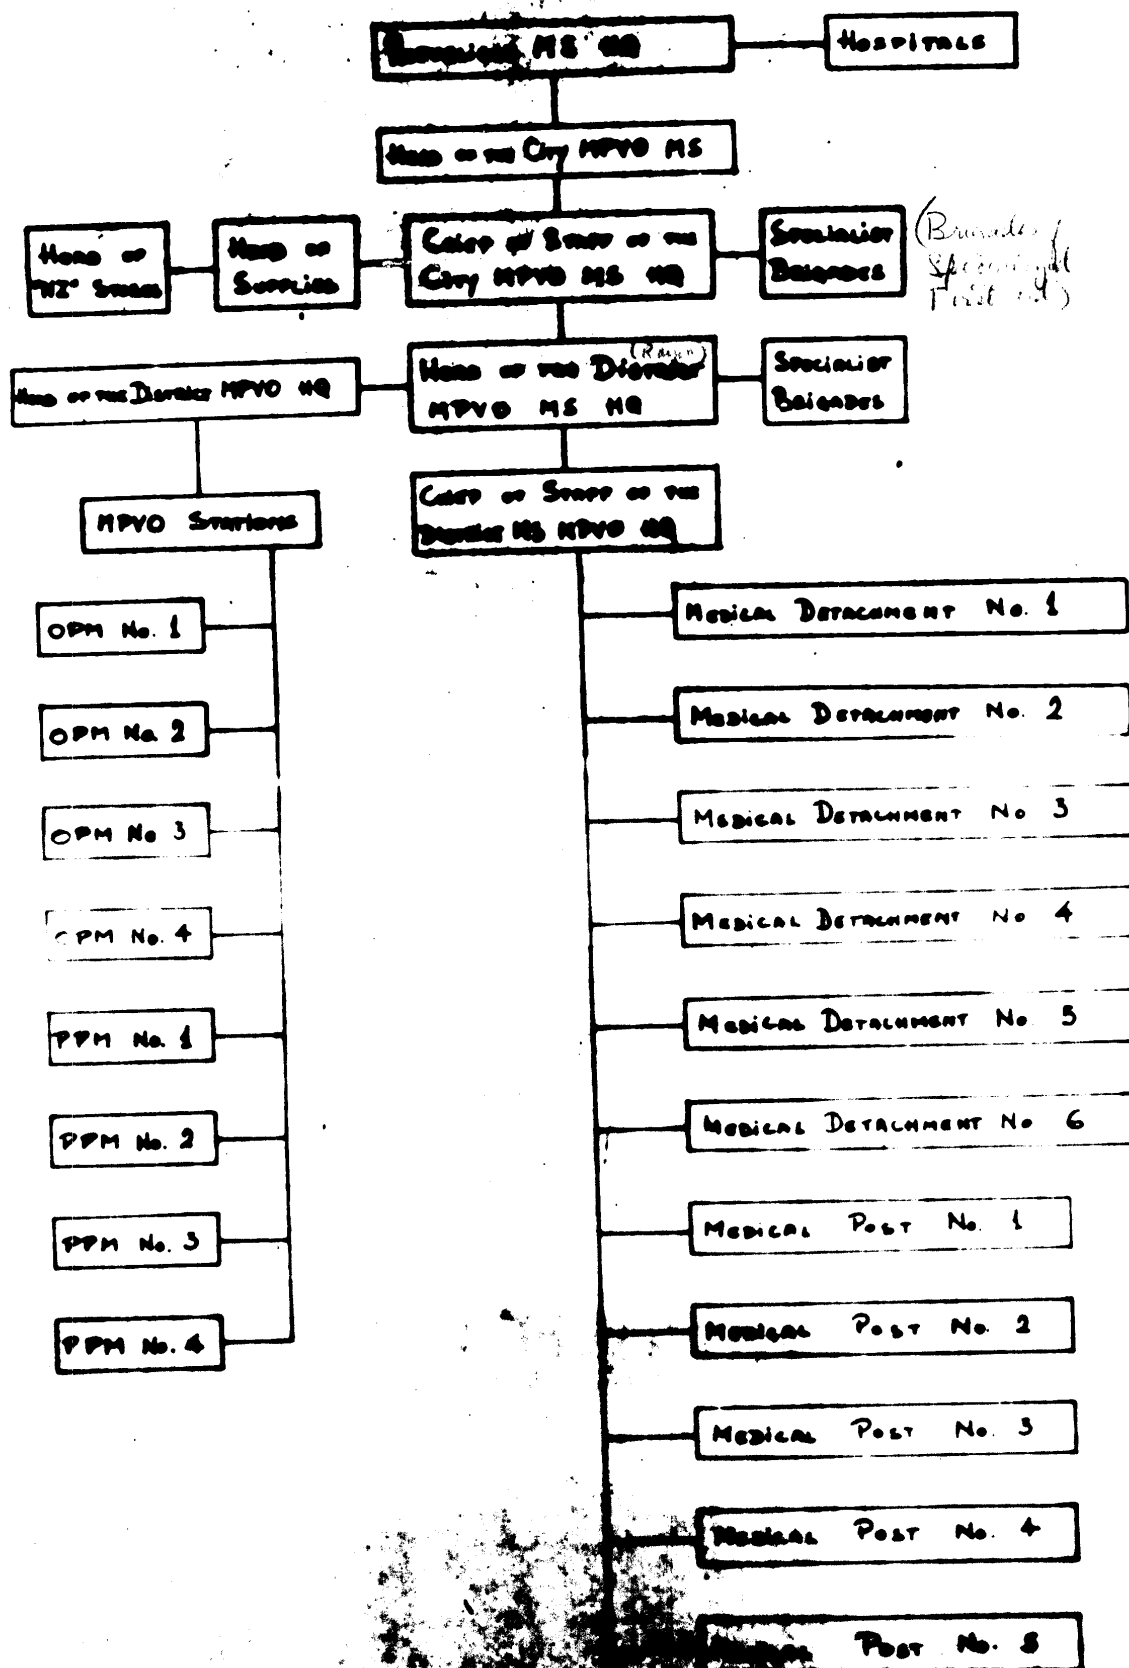 MS HQ
HOSPITALS
HEAD OF THE CITY MPVO MS
HEAD OF
STORES
HEAD OF
SUPPLIES
CHIEF OF STAFF OF THE
CITY MPVO MS HQ
SPECIALIST
BRIGADES
(Brigades
First
HEAD OF THE DISTRICT MPVO HQ
HEAD OF THE DISTRICT
MPVO MS HQ
SPECIALIST
BRIGADES
MPVO STATIONS
CHIEF OF STAFF OF THE
DISTRICT MS MPVO HQ
OPM No. 1
OPM No 2
OPM No 3
OPM No. 4
PPM No. 1
PPM No. 2
PPM No. 3
PPM No. 4
MEDICAL DETACHMENT No. 1
MEDICAL DETACHMENT No. 2
MEDICAL DETACHMENT No 3
MEDICAL DETACHMENT No 4
MEDICAL DETACHMENT No 5
MEDICAL DETACHMENT No 6
MEDICAL POST No. 1
MEDICAL POST No. 2
MEDICAL POST No. 3
MEDICAL POST No. 4
MEDICAL POST No. 5